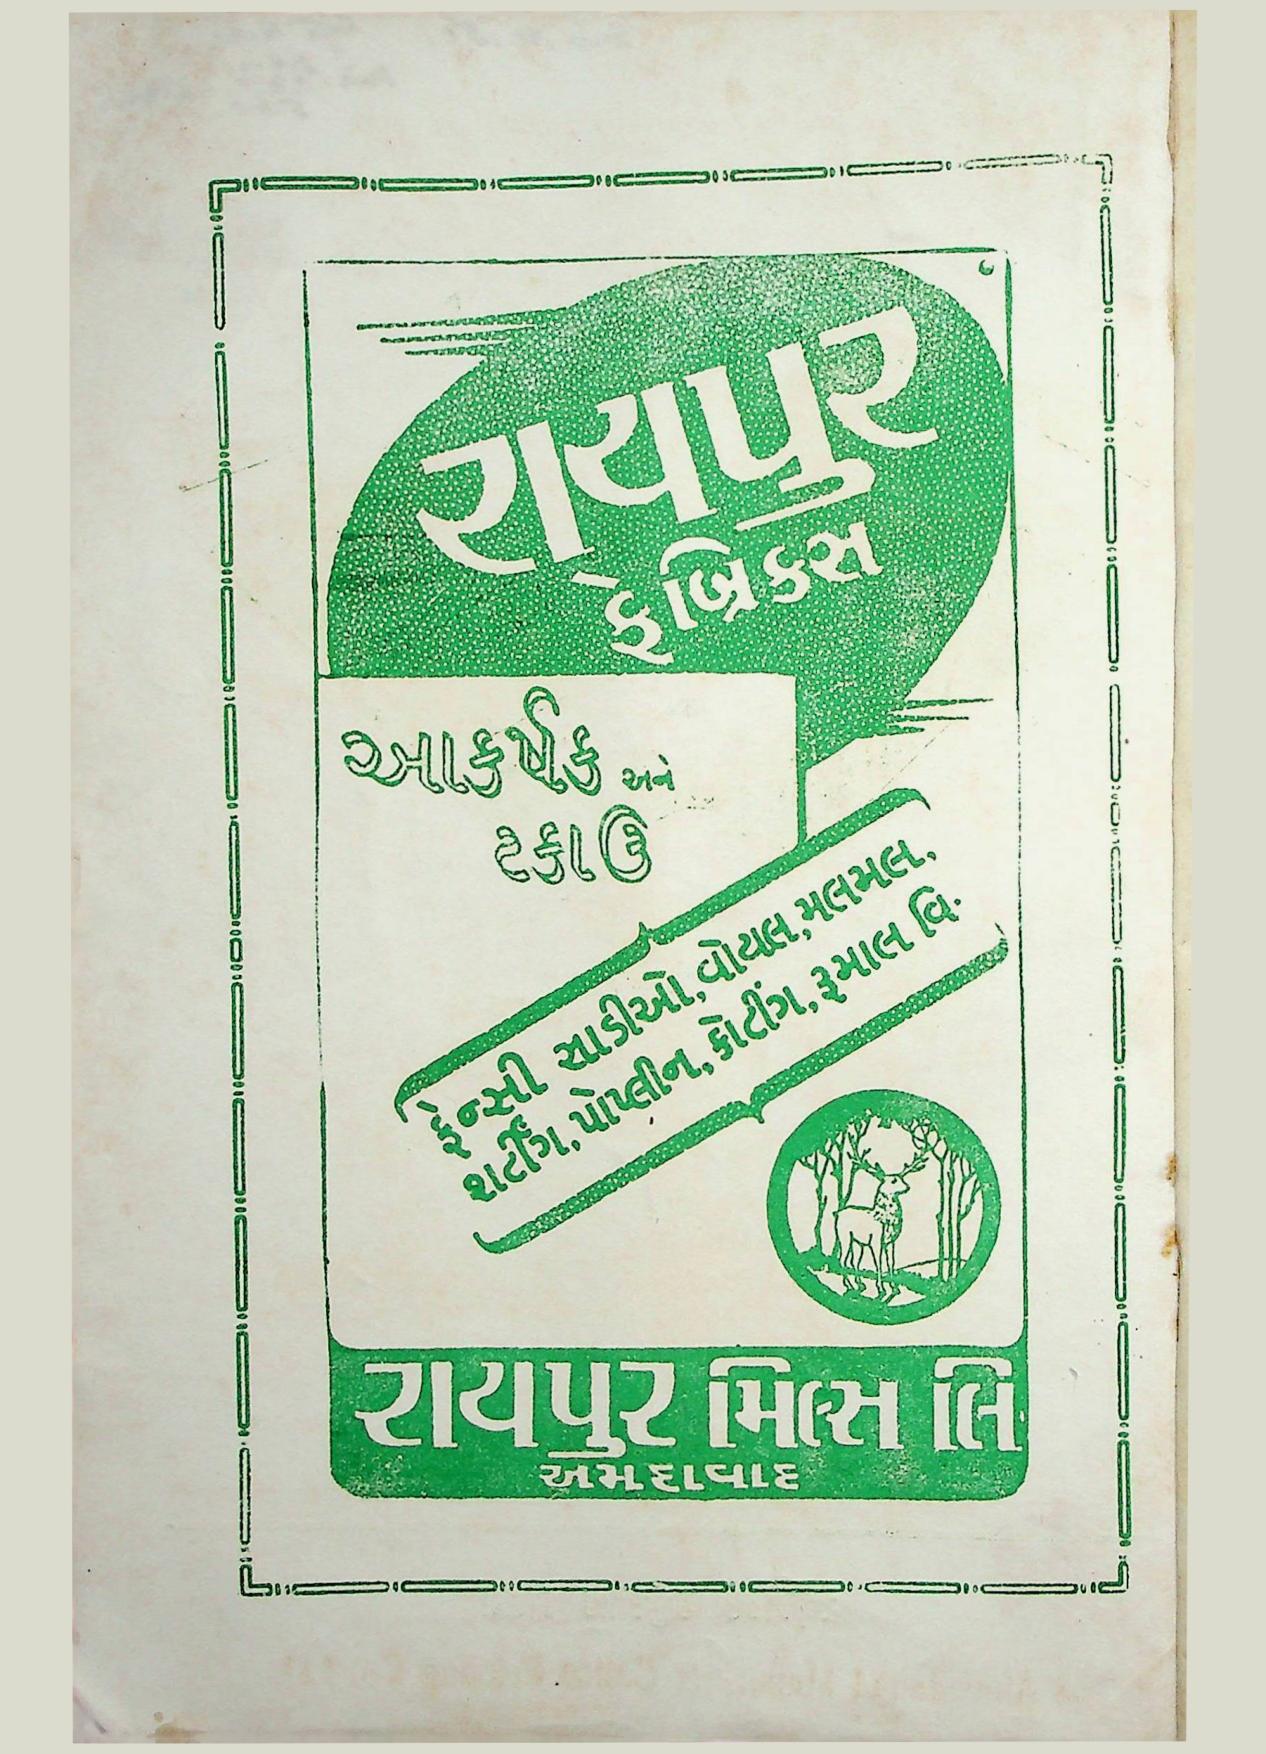 રાયપુર
ફેબ્રિક્સ
આકર્ષક અને
ટકાઉ
ફેન્સી સાડીઓ, વોયલ, મલમલ,
શર્ટીંગ, પોપ્લીન, કોટીંગ, રૂમાલ વિ.
રાયપુર મિલ્સ લિ.
અમદાવાદ